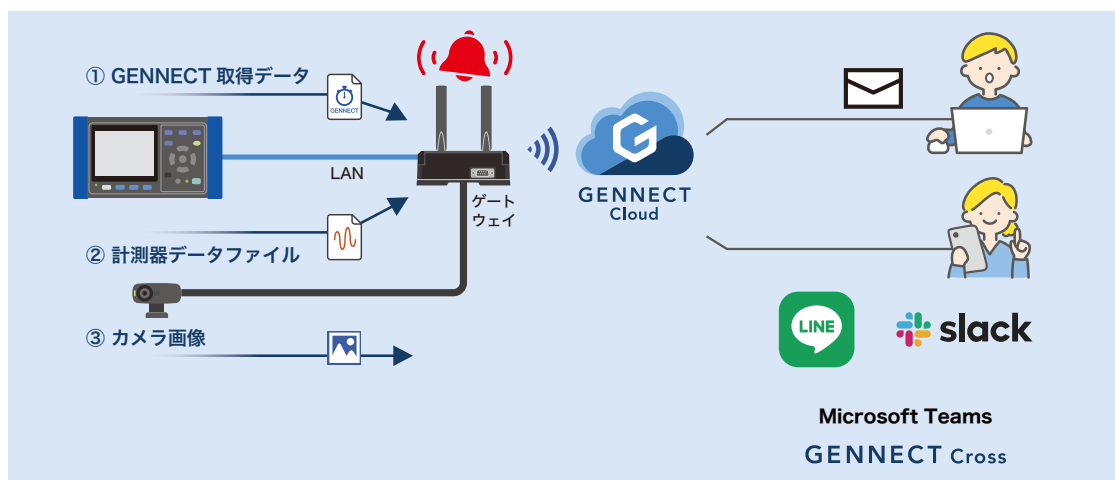 ① GENNECT 取得データ
GENNECT
LAN
ゲート
ウェイ
② 計測器データファイル
③ カメラ画像
G
GENNECT
Cloud
LINE
slack
Microsoft Teams
GENNECT Cross